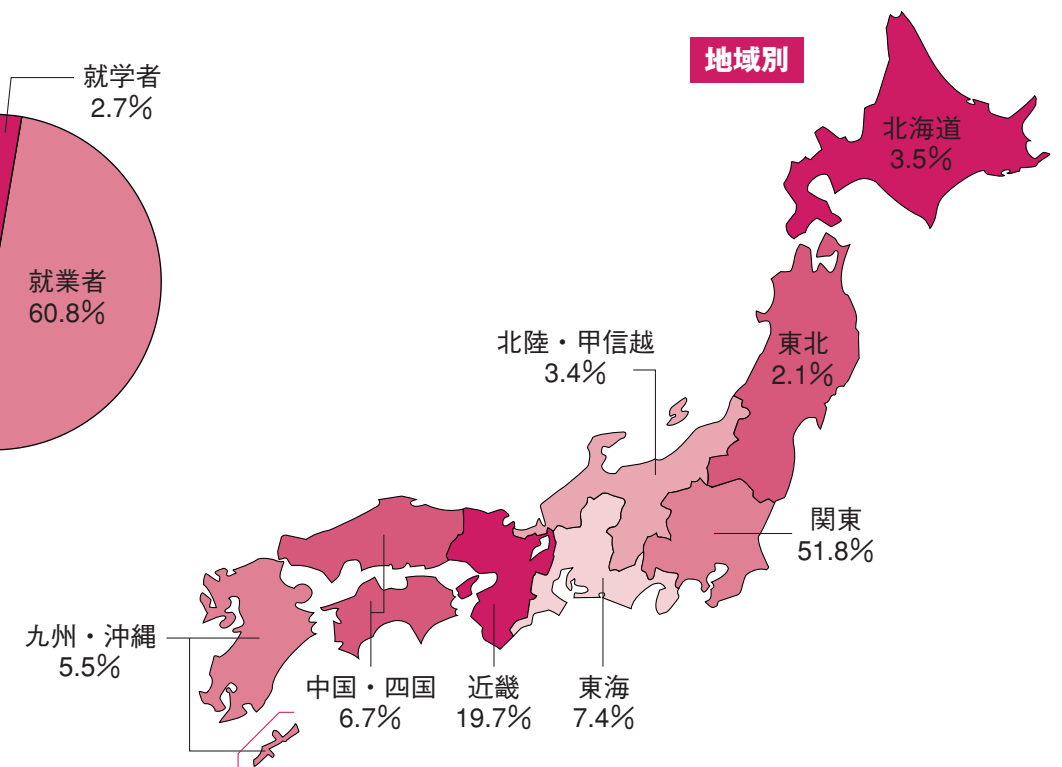 就学者
2.7%
就業者
60.8%
地域別
北海道
3.5%
東北
2.1%
北陸・甲信越
3.4%
関東
51.8%
東海
7.4%
近畿
19.7%
中国・四国
6.7%
九州・沖縄
5.5%